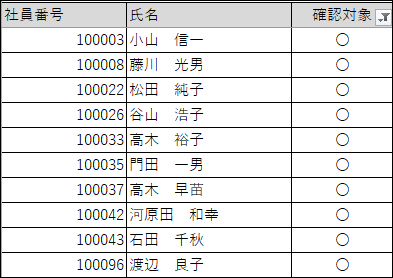 社員番号 氏名 確認対象
100003 小山　信一 〇
100008 藤川　光男 〇
100022 松田　純子 〇
100026 谷山　浩子 〇
100033 高木　裕子 〇
100035 門田　一男 〇
100037 高木　早苗 〇
100042 河原田　和幸 〇
100043 石田　千秋 〇
100096 渡辺　良子 〇